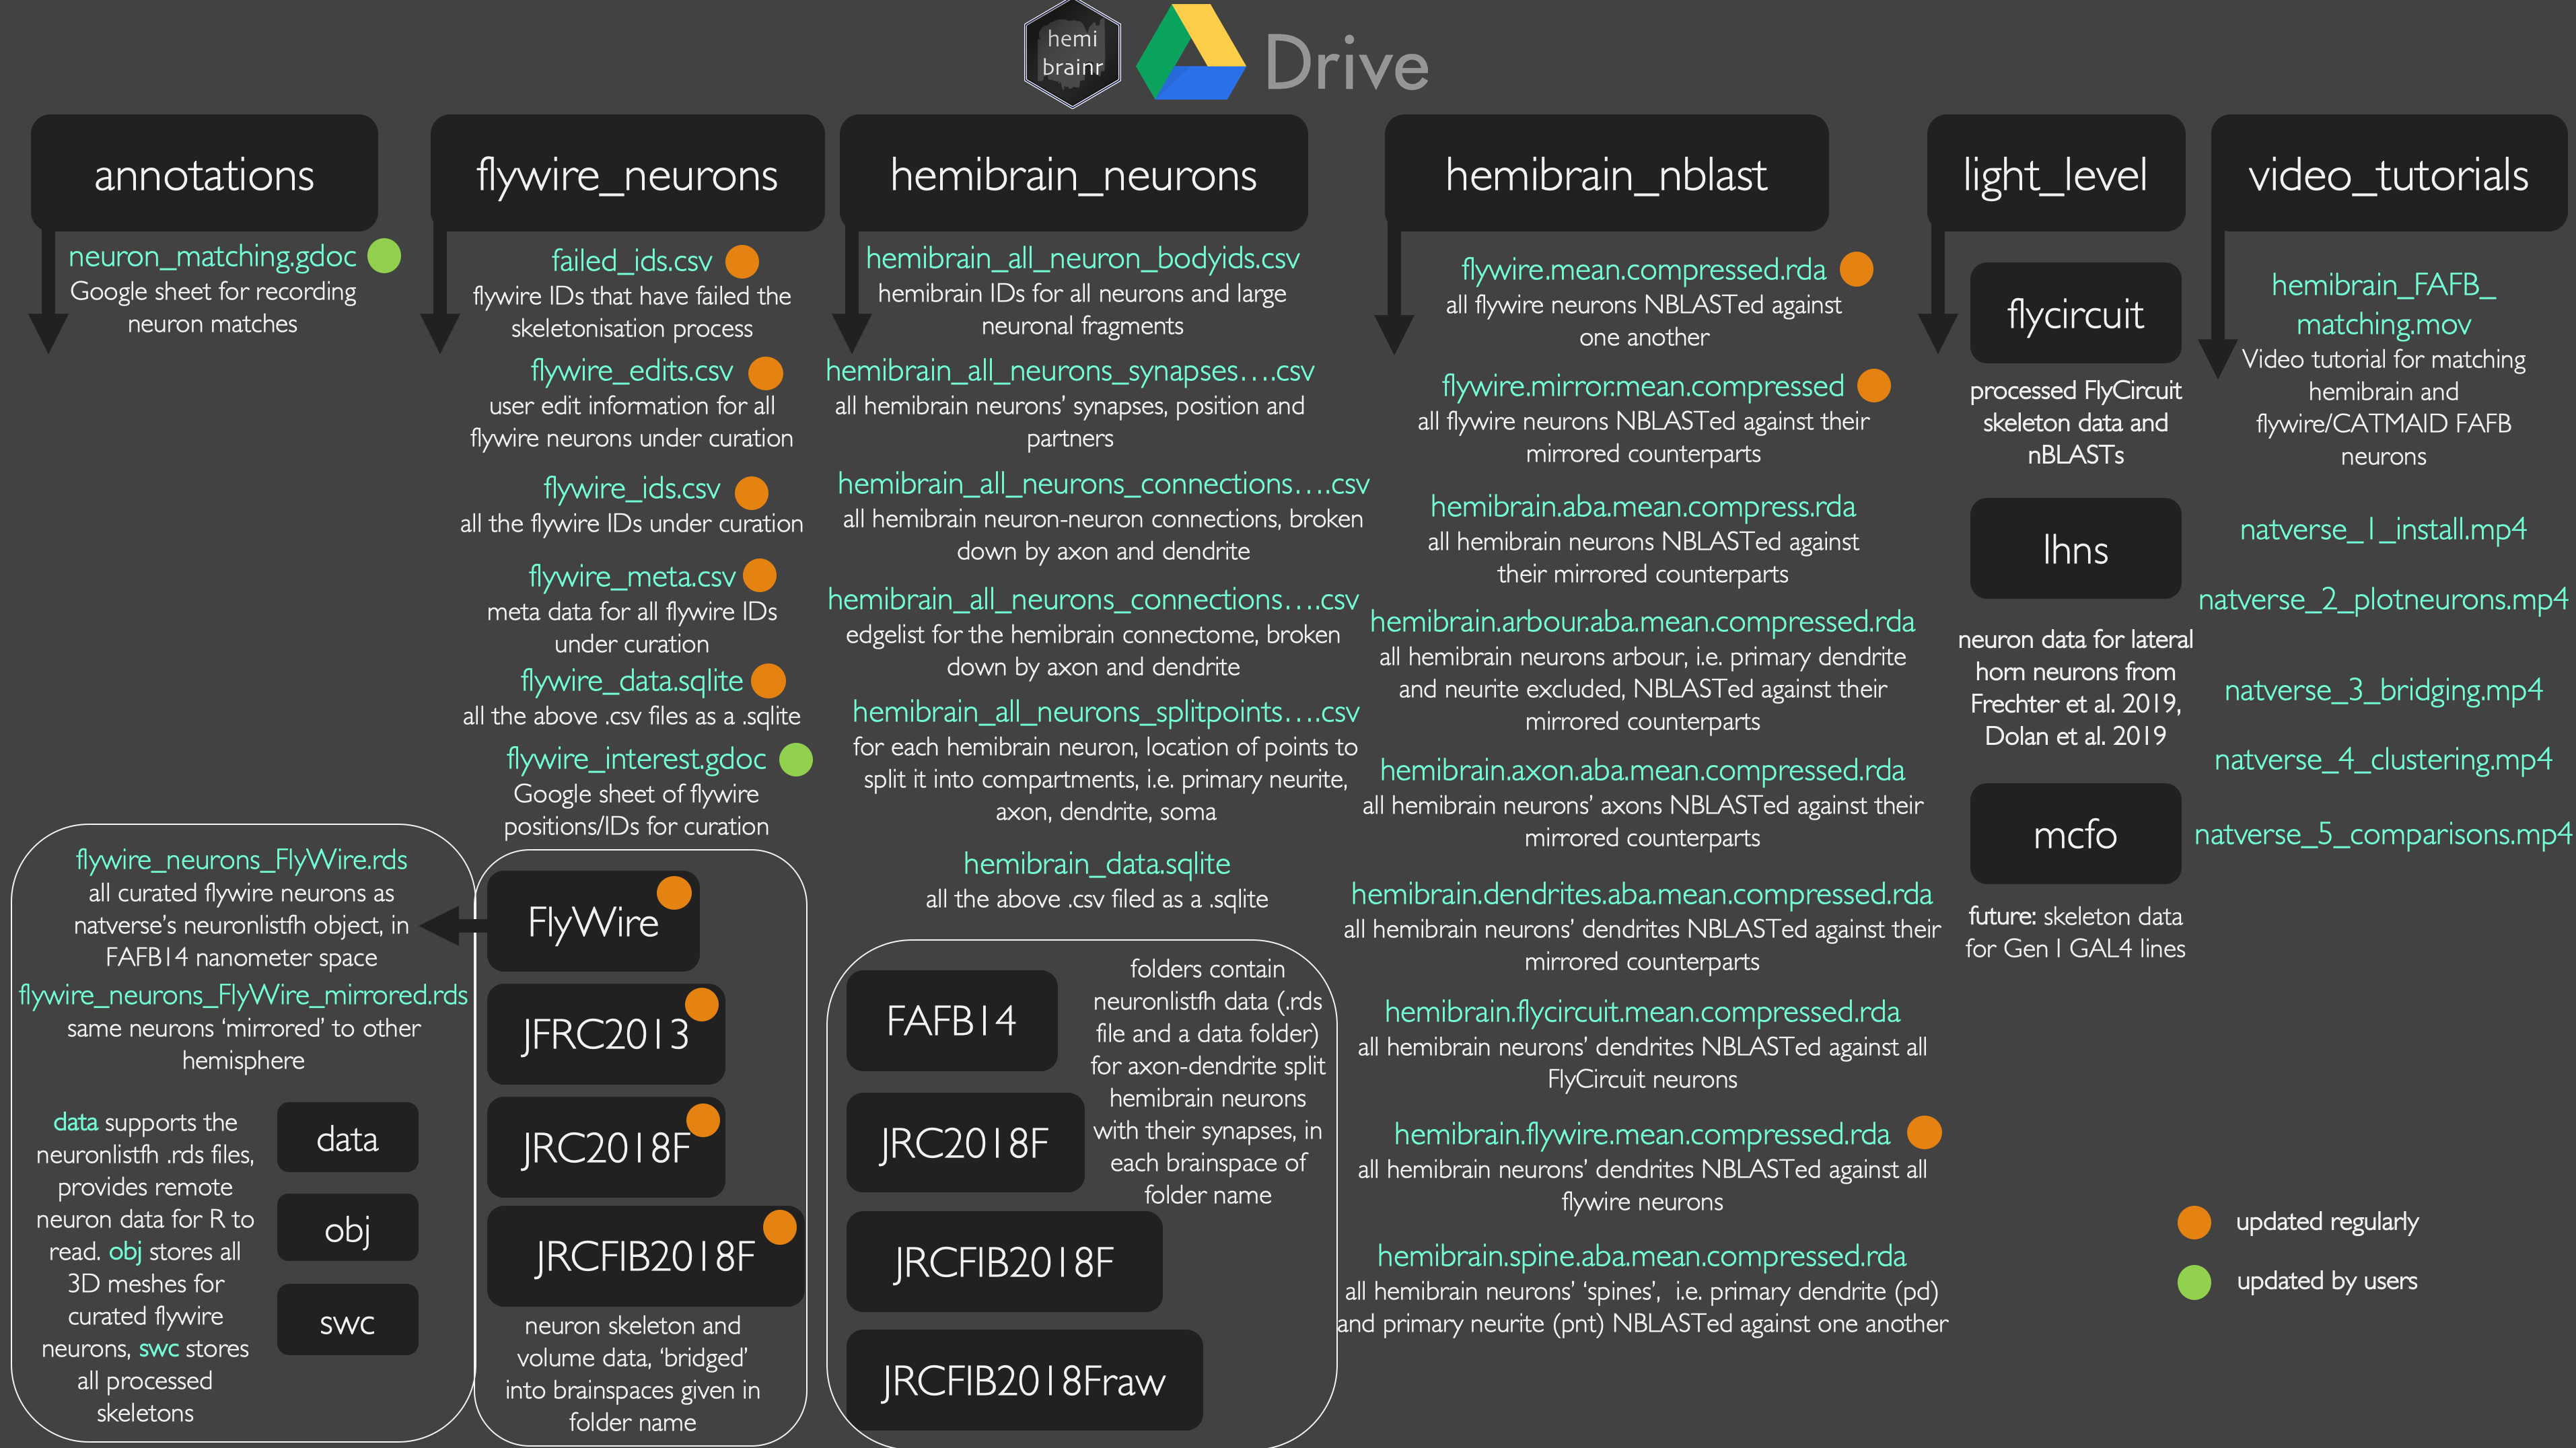 hemi
brainr
Drive
annotations
neuron_matching.gdoc
Google sheet for recording
neuron matches
flywire_neurons
failed_ids.csv
flywire IDs that have failed the
skeletonisation process
flywire_edits.csv
user edit information for all
flywire neurons under curation
flywire_ids.csv
all the flywire IDs under curation
flywire_meta.csv
meta data for all flywire IDs
under curation
flywire_data.sqlite
all the above .csv files as a .sqlite
flywire_interest.gdoc
Google sheet of flywire
positions/IDs for curation
FlyWire
JFRC2013
JRC2018F
JRCFIB2018F
neuron skeleton and
volume data, ‘bridged’
into brainspaces given in
folder name
flywire_neurons_FlyWire.rds
all curated flywire neurons as
natverse’s neuronlistfh object, in
FAFB14 nanometer space
flywire_neurons_FlyWire_mirrored.rds
same neurons ‘mirrored’ to other
hemisphere
data supports the
neuronlistfh .rds files,
provides remote
neuron data for R to
read. obj stores all
3D meshes for
curated flywire
neurons, swc stores
all processed
skeletons
data
obj
swc
hemibrain_neurons
hemibrain_all_neuron_bodyids.csv
hemibrain IDs for all neurons and large
neuronal fragments
hemibrain_all_neurons_synapses….csv
all hemibrain neurons’ synapses, position and
partners
hemibrain_all_neurons_connections….csv
all hemibrain neuron-neuron connections, broken
down by axon and dendrite
hemibrain_all_neurons_connections….csv
edgelist for the hemibrain connectome, broken
down by axon and dendrite
hemibrain_all_neurons_splitpoints….csv
for each hemibrain neuron, location of points to
split it into compartments, i.e. primary neurite,
axon, dendrite, soma
hemibrain_data.sqlite
all the above .csv filed as a .sqlite
FAFB14
JRC2018F
JRCFIB2018F
JRCFIB2018Fraw
folders contain
neuronlistfh data (.rds
file and a data folder)
for axon-dendrite split
hemibrain neurons
with their synapses, in
each brainspace of
folder name
hemibrain_nblast
flywire.mean.compressed.rda
all flywire neurons NBLASTed against
one another
flywire.mirror.mean.compressed
all flywire neurons NBLASTed against their
mirrored counterparts
hemibrain.aba.mean.compress.rda
all hemibrain neurons NBLASTed against
their mirrored counterparts
hemibrain.arbour.aba.mean.compressed.rda
all hemibrain neurons arbour, i.e. primary dendrite
and neurite excluded, NBLASTed against their
mirrored counterparts
hemibrain.axon.aba.mean.compressed.rda
all hemibrain neurons’ axons NBLASTed against their
mirrored counterparts
hemibrain.dendrites.aba.mean.compressed.rda
all hemibrain neurons’ dendrites NBLASTed against their
mirrored counterparts
hemibrain.flycircuit.mean.compressed.rda
all hemibrain neurons’ dendrites NBLASTed against all
FlyCircuit neurons
hemibrain.flywire.mean.compressed.rda
all hemibrain neurons’ dendrites NBLASTed against all
flywire neurons
hemibrain.spine.aba.mean.compressed.rda
all hemibrain neurons’ ‘spines’, i.e. primary dendrite (pd)
and primary neurite (pnt) NBLASTed against one another
light_level
flycircuit
processed FlyCircuit
skeleton data and
nBLASTs
lhns
neuron data for lateral
horn neurons from
Frechter et al. 2019,
Dolan et al. 2019
mcfo
future: skeleton data
for Gen I GAL4 lines
video_tutorials
hemibrain_FAFB_
matching.mov
Video tutorial for matching
hemibrain and
flywire/CATMAID FAFB
neurons
natverse_1_install.mp4
natverse_2_plotneurons.mp4
natverse_3_bridging.mp4
natverse_4_clustering.mp4
natverse_5_comparisons.mp4
updated regularly
updated by users